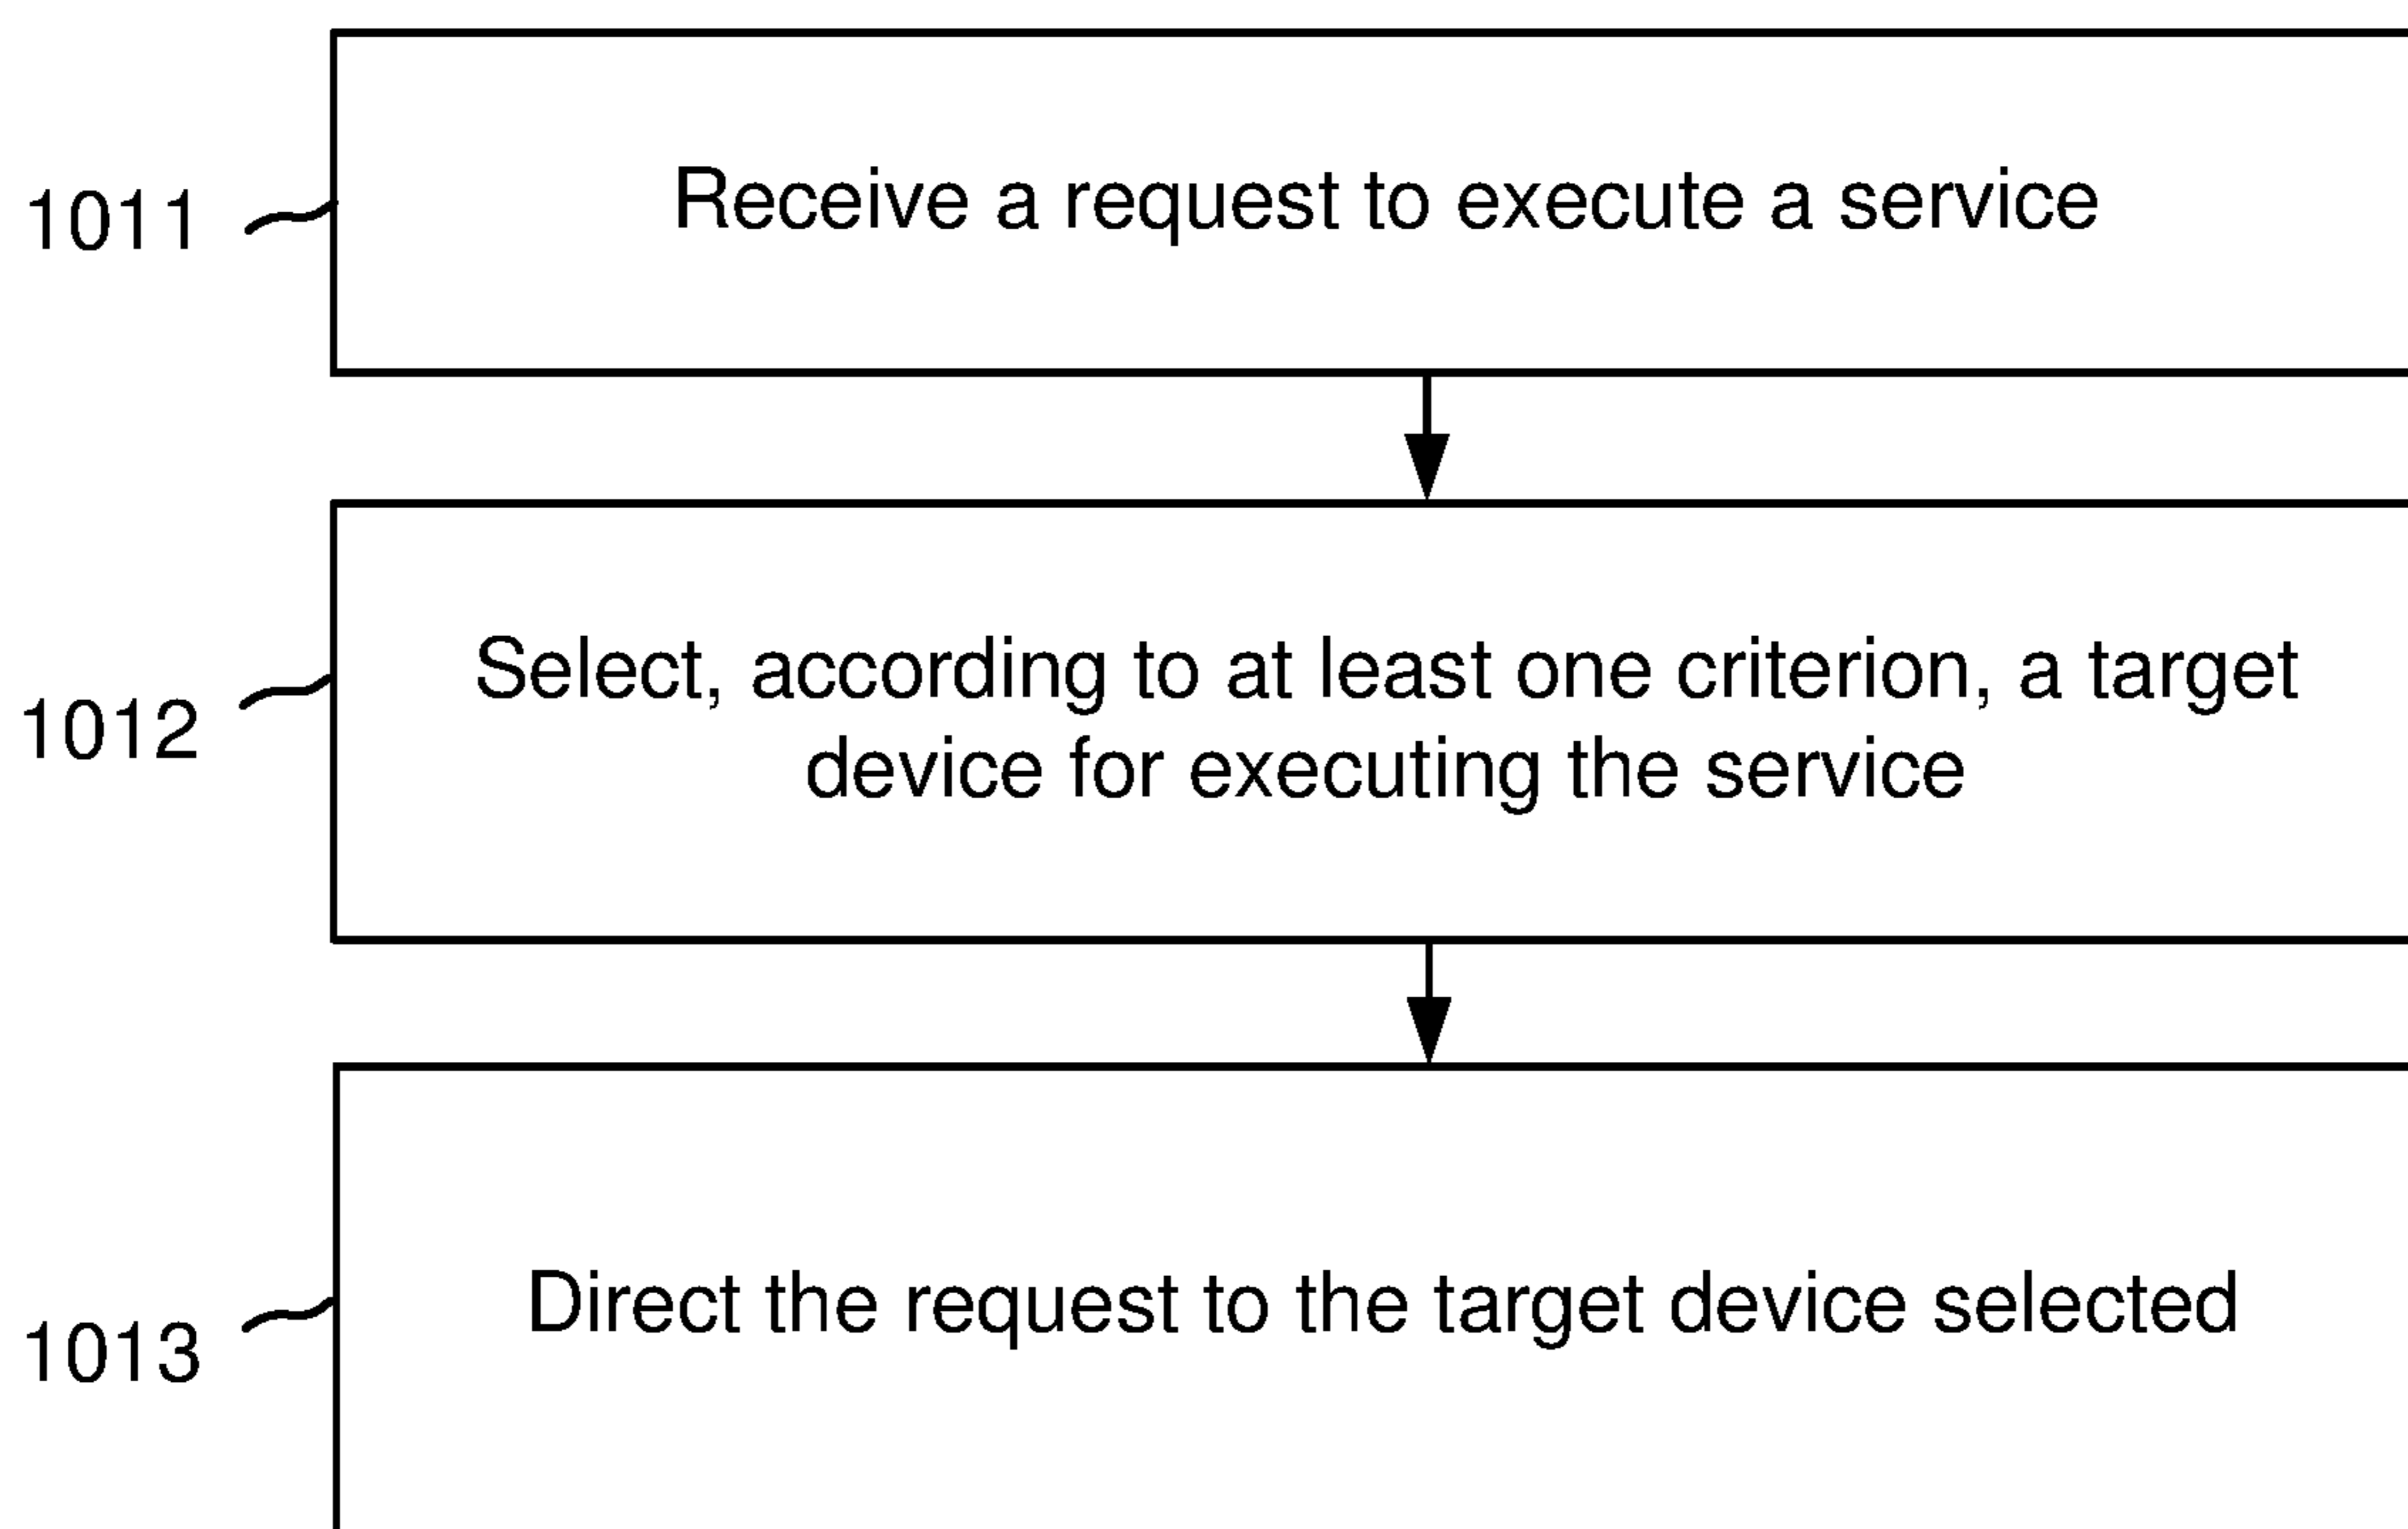 1011
Receive a request to execute a service
1012
Select, according to at least one criterion, a target
device for executing the service
1013
Direct the request to the target device selected